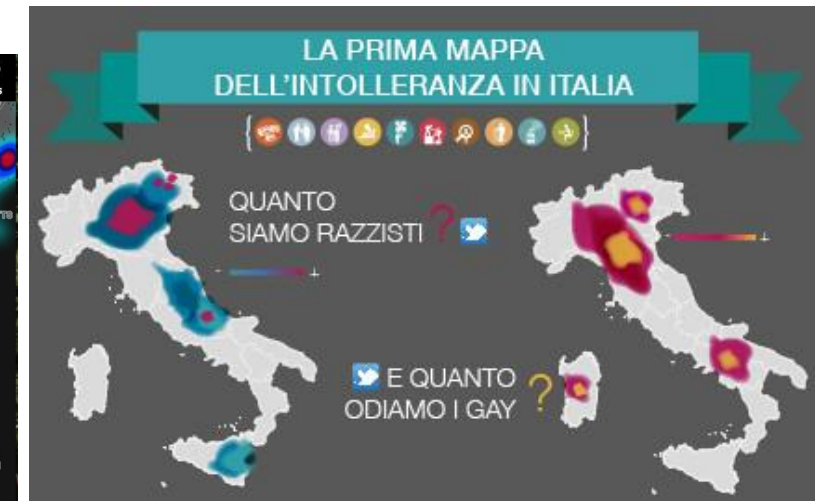 LA PRIMA MAPPA
DELL'INTOLLERANZA IN ITALIA
QUANTO
SIAMO RAZZISTI ?
- +
- +
E QUANTO
ODIAMO I GAY ?